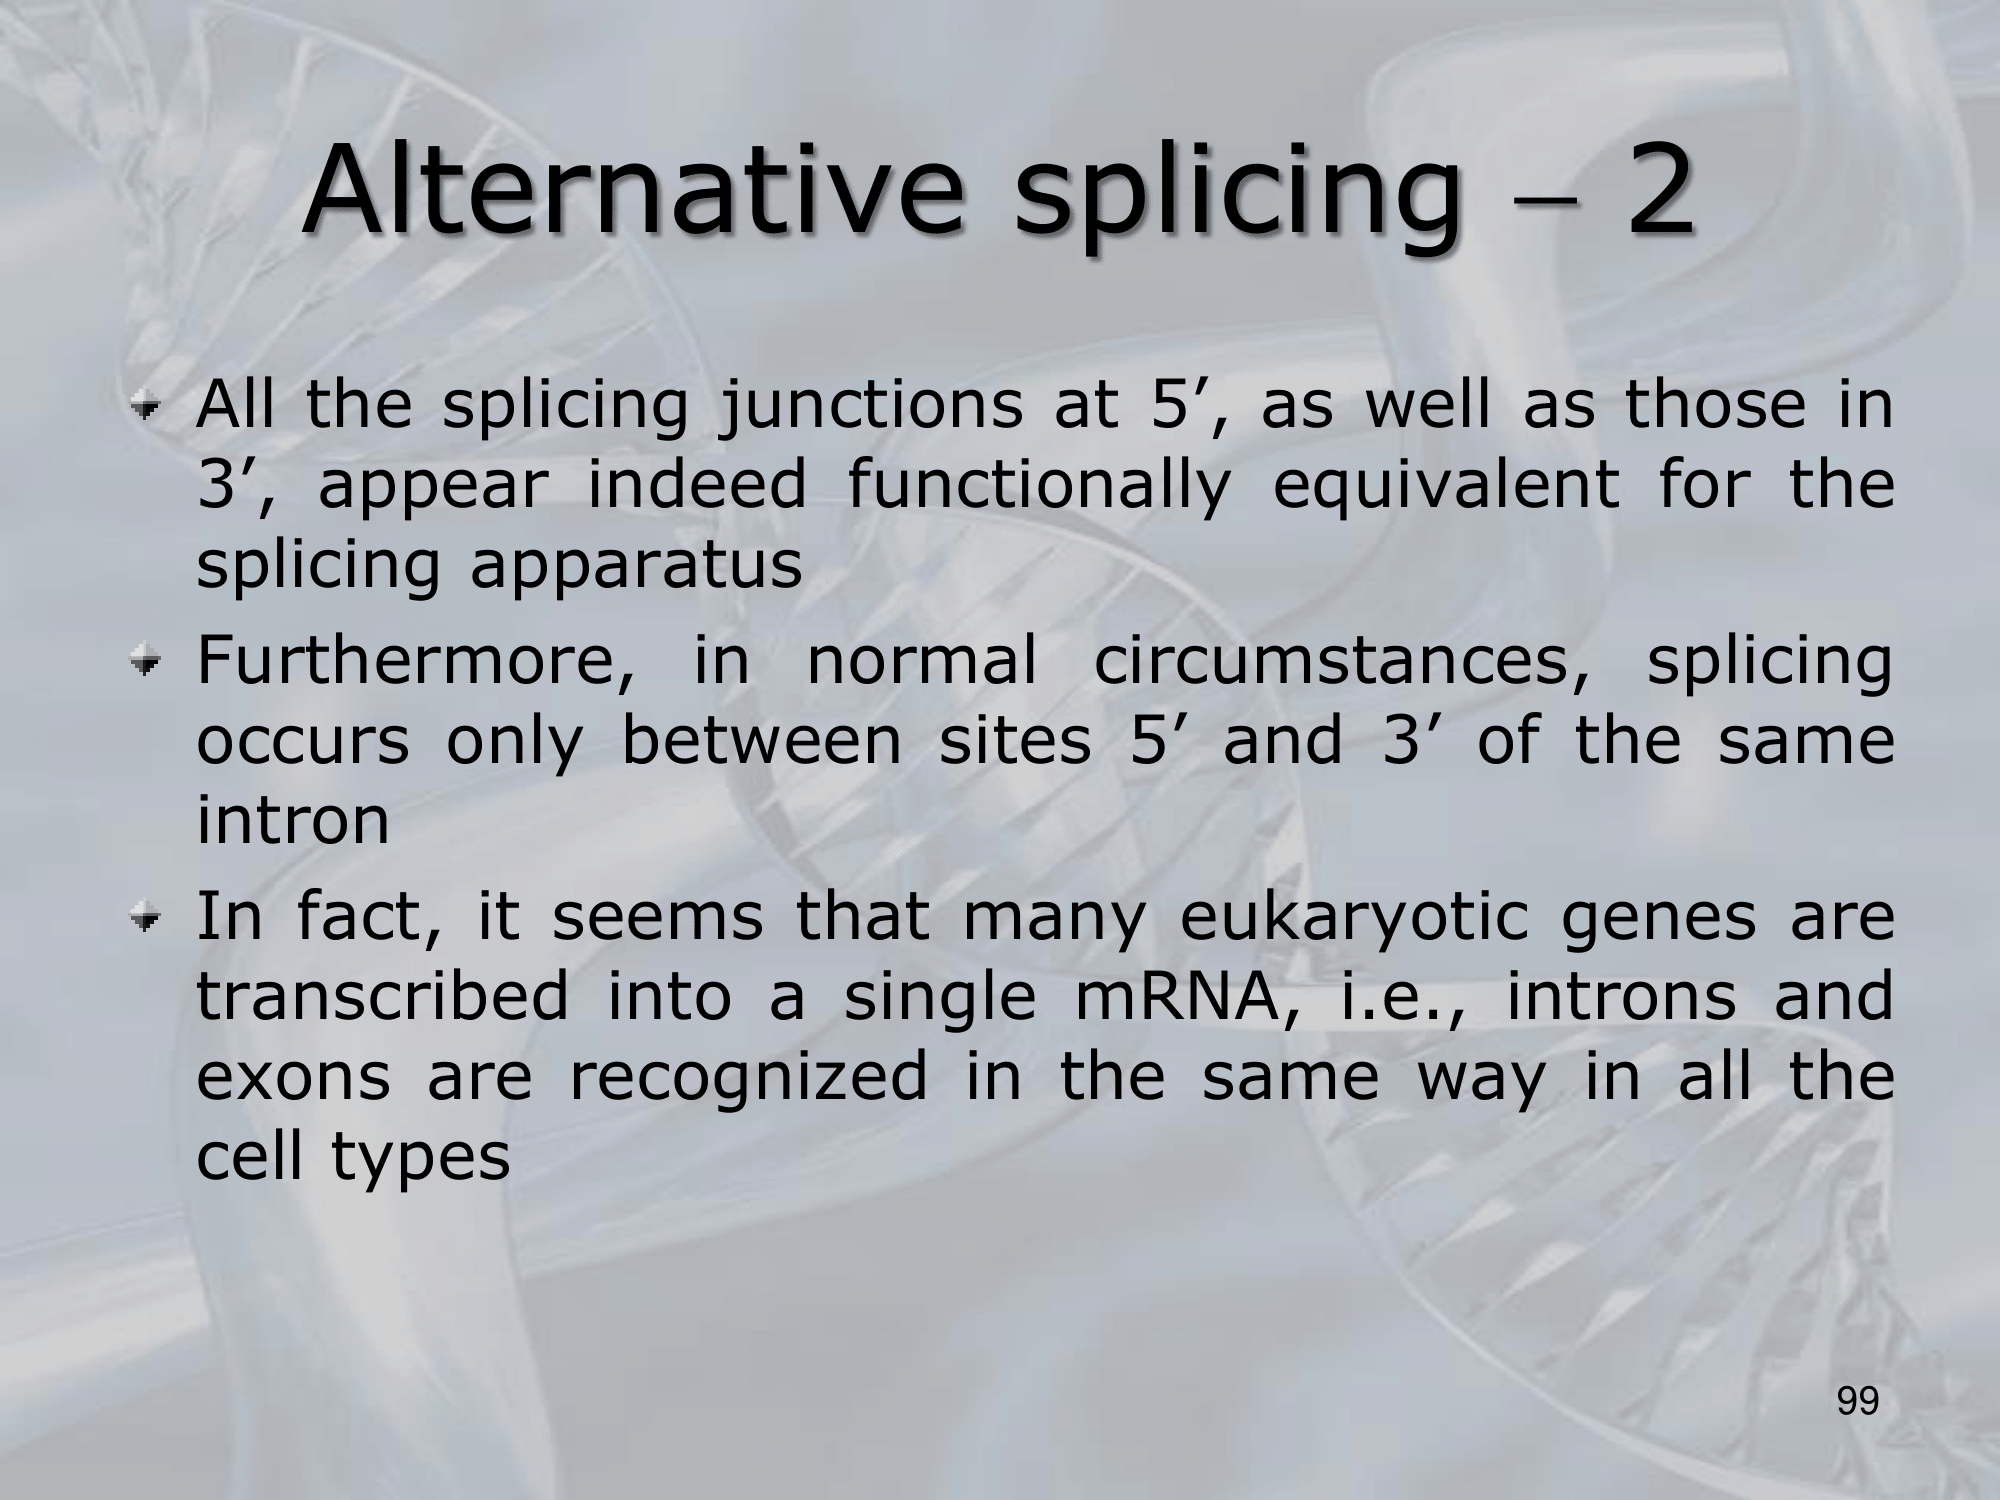 Alternative splicing – 2
All the splicing junctions at 5′, as well as those in
3′, appear indeed functionally equivalent for the
splicing apparatus
Furthermore, in normal circumstances, splicing
occurs only between sites 5′ and 3′ of the same
intron
In fact, it seems that many eukaryotic genes are
transcribed into a single mRNA, i.e., introns and
exons are recognized in the same way in all the
cell types
99